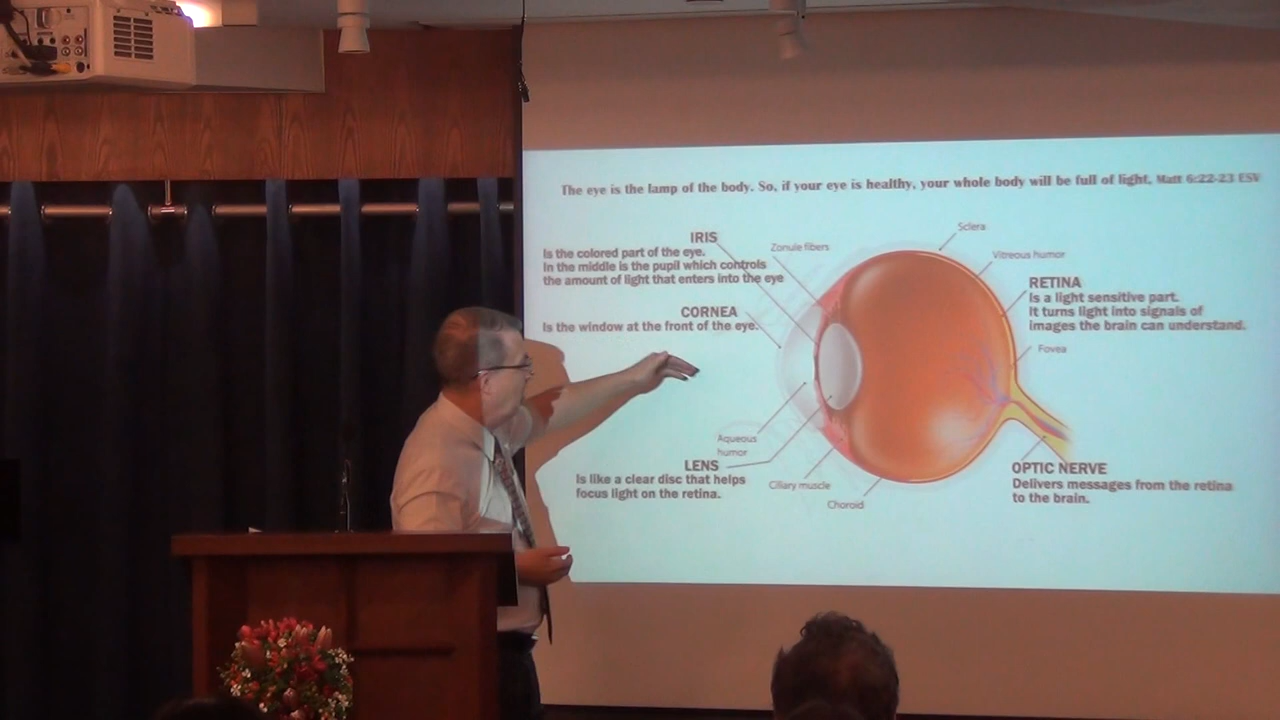 The eye is the lamp of the body. So, if your eye is healthy, your whole body will be full of light, Matt 6:22-23 ESV
IRIS
Is the colored part of the eye.
In the middle is the pupil which controls
the amount of light that enters into the eye
Zonule fibers
Sclera
Vitreous humor
RETINA
Is a light sensitive part.
It turns light into signals of
images the brain can understand.
CORNEA
Is the window at the front of the eye.
Fovea
Aqueous
humor
LENS
Is like a clear disc that helps
focus light on the retina.
Ciliary muscle
Choroid
OPTIC NERVE
Delivers messages from the retina
to the brain.